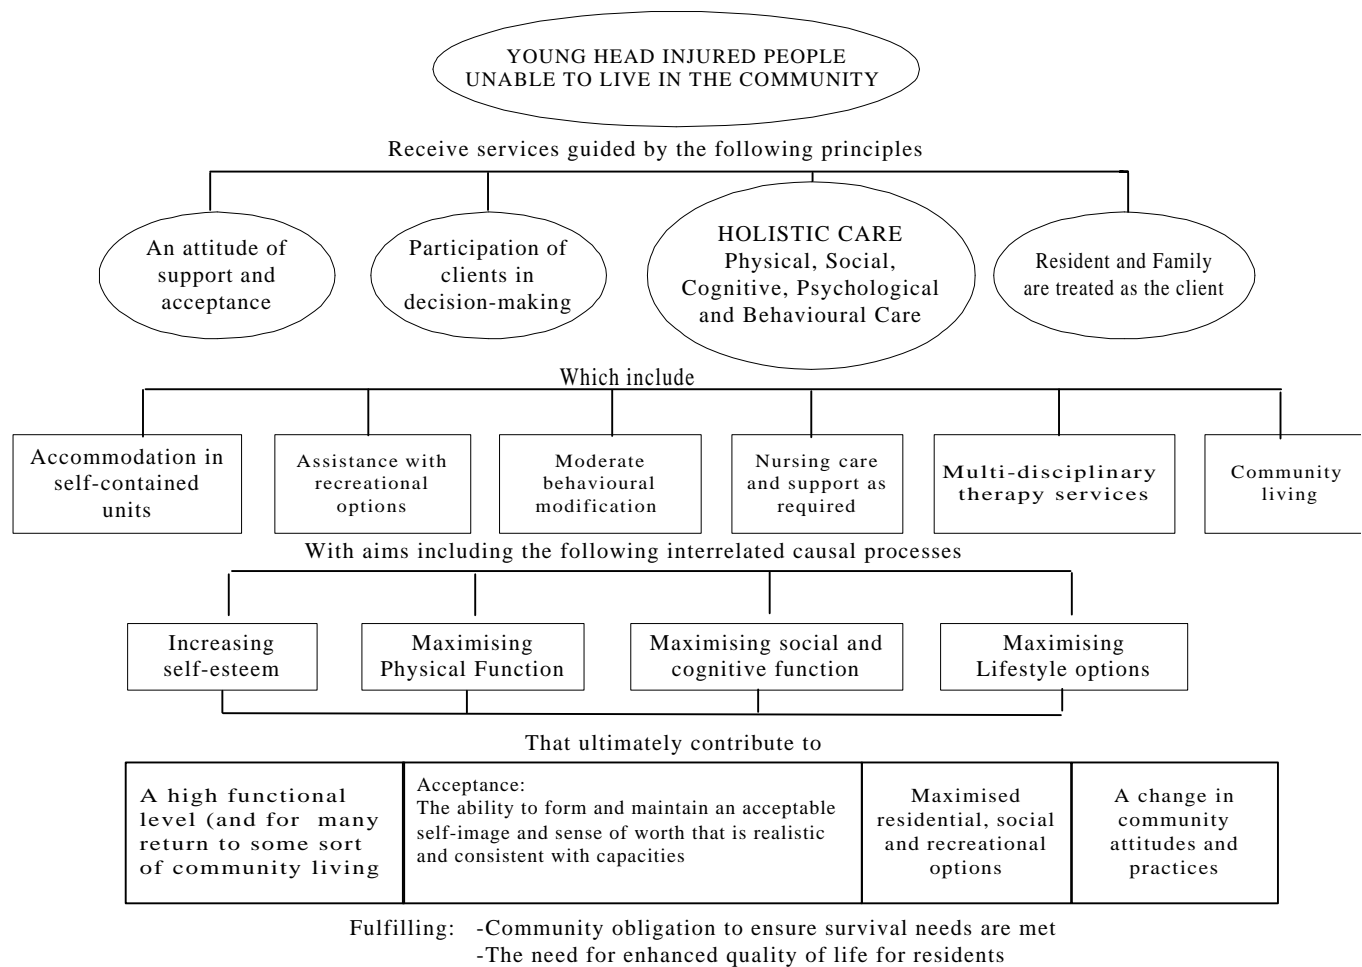 YOUNG HEAD INJURED PEOPLE
UNABLE TO LIVE IN THE COMMUNITY
Receive services guided by the following principles
An attitude of
support and
acceptance
Participation of
clients in
decision-making
HOLISTIC CARE
Physical, Social,
Cognitive, Psychological
and Behavioural Care
Resident and Family
are treated as the client
Which include
Accommodation in
self-contained
units
Assistance with
recreational
options
Moderate
behavioural
modification
Nursing care
and support as
required
Multi-disciplinary
therapy services
Community
living
With aims including the following interrelated causal processes
Increasing
self-esteem
Maximising
Physical Function
Maximising social and
cognitive function
Maximising
Lifestyle options
That ultimately contribute to
A high functional
level (and for many
return to some sort
of community living
Acceptance:
The ability to form and maintain an acceptable
self-image and sense of worth that is realistic
and consistent with capacities
Maximised
residential, social
and recreational
options
A change in
community
attitudes and
practices
Fulfilling: -Community obligation to ensure survival needs are met
-The need for enhanced quality of life for residents